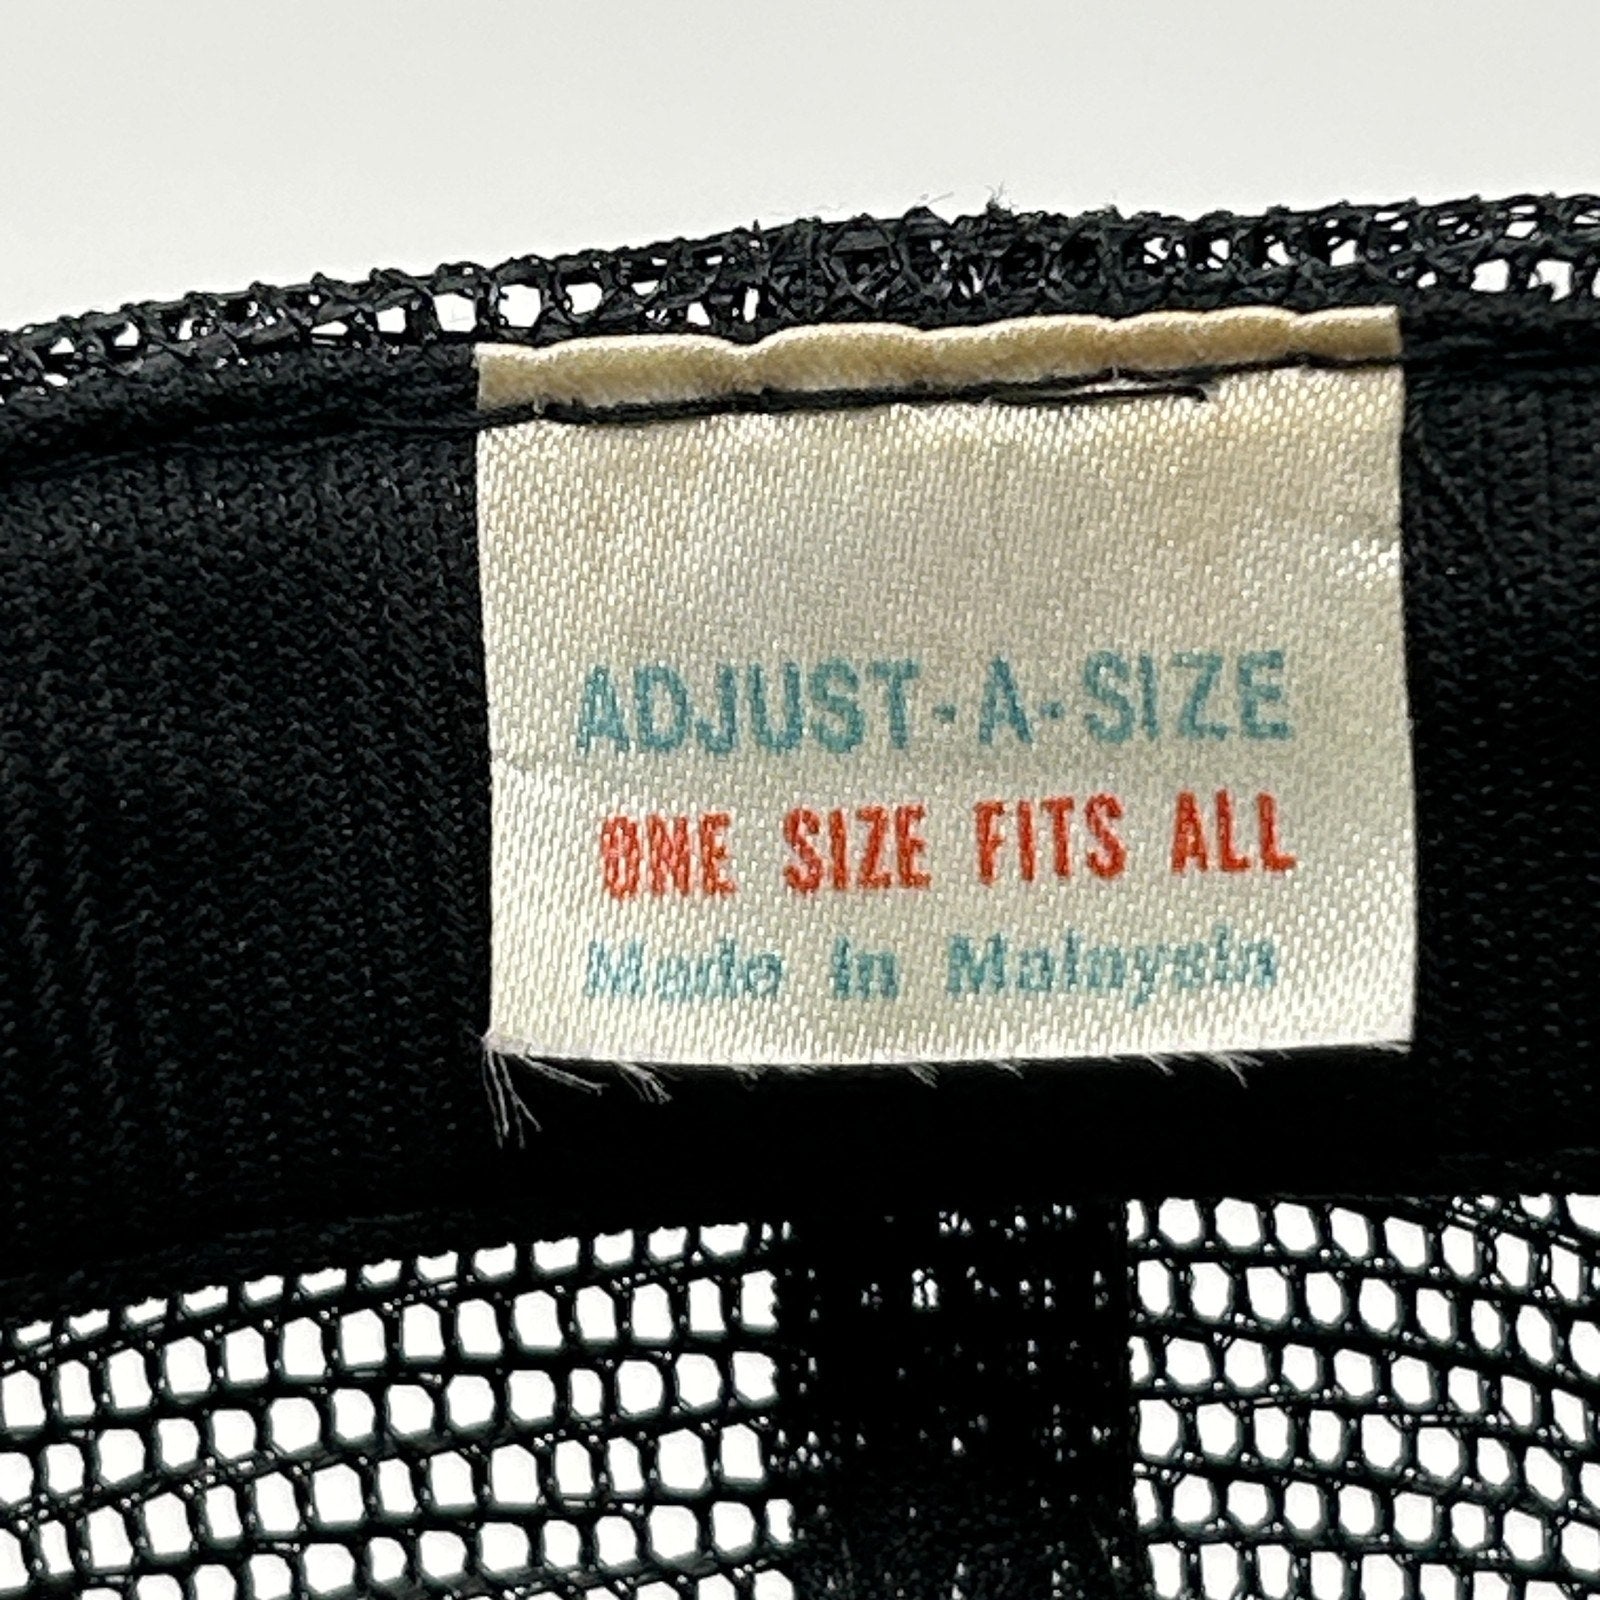 ADJUST-A-SIZE
ONE SIZE FITS ALL
Made in Malaysia